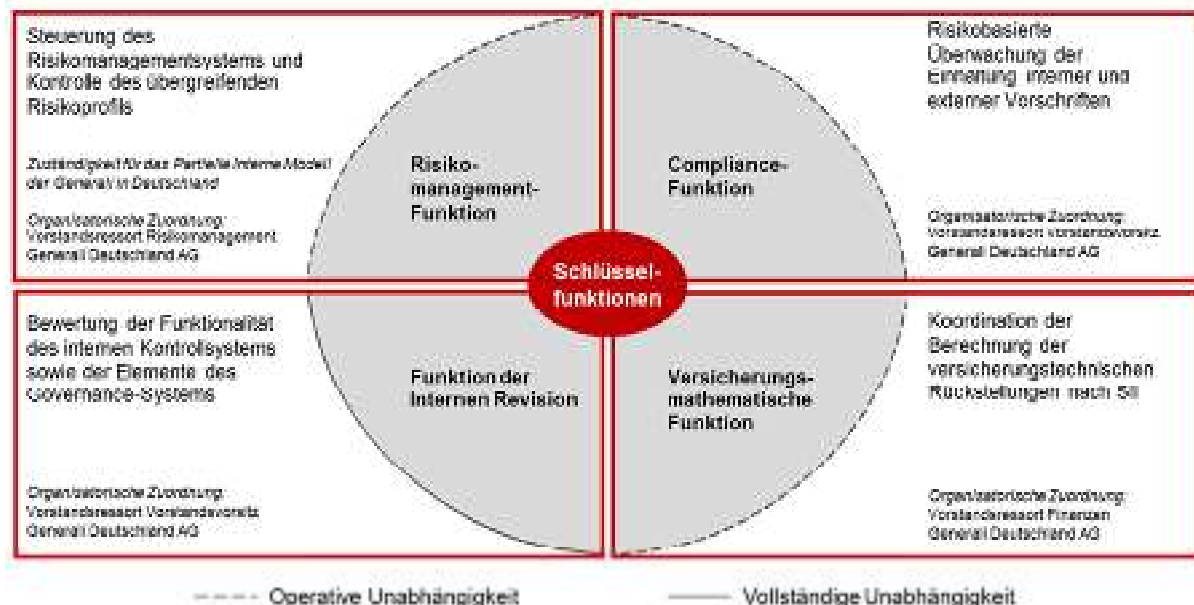 Steuerung des
Risikomanagementsystems und
Kontrolle des übergreifenden
Risikoprofils
Zuständigkeit für das Partielle Interne Modell
der Generali in Deutschland
Organisatorische Zuordnung:
Vorstandsressort Risikomanagement
Generali Deutschland AG
Risiko-
management-
Funktion
Compliance-
Funktion
Risikobasierte
Überwachung der
Einhaltung interner und
externer Vorschriften
Organisatorische Zuordnung:
Vorstandsressort Vorstandsvorsitz
Generali Deutschland AG
Schlüssel-
funktionen
Bewertung der Funktionalität
des internen Kontrollsystems
sowie der Elemente des
Governance-Systems
Organisatorische Zuordnung:
Vorstandsressort Vorstandsvorsitz
Generali Deutschland AG
Funktion der
Internen Revision
Versicherungs-
mathematische
Funktion
Koordination der
Berechnung der
versicherungstechnischen
Rückstellungen nach SII
Organisatorische Zuordnung:
Vorstandsressort Finanzen
Generali Deutschland AG
Operative Unabhängigkeit
Vollständige Unabhängigkeit